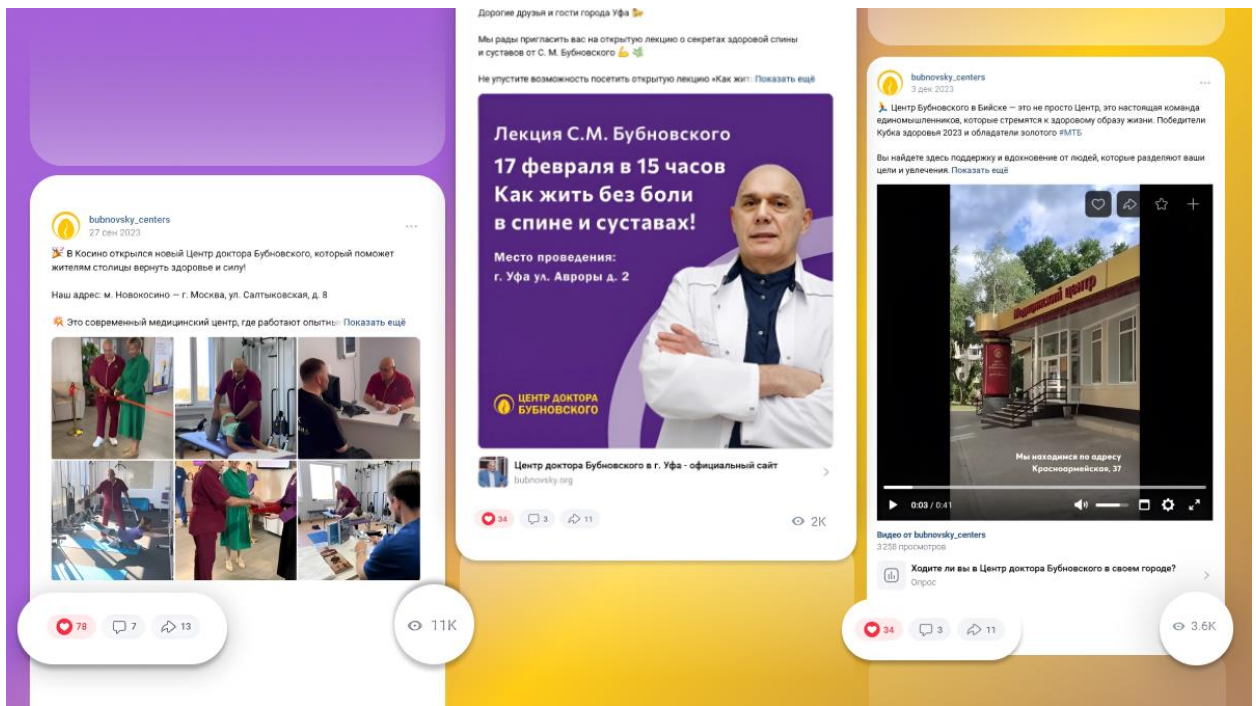 bubnovsky_centers
27 сен 2023
В Косино открылся новый Центр доктора Бубновского, который поможет
жителям столицы вернуть здоровье и силу!
Наш адрес: м. Новокосино — г. Москва, ул. Салтыковская, д. 8
Это современный медицинский центр, где работают опытны Показать ещё
78
7
13
11K
Дорогие друзья и гости города Уфа
Мы рады пригласить вас на открытую лекцию о секретах здоровой спины
и суставов от С. М. Бубновского
Не упустите возможность посетить открытую лекцию «Как жит Показать ещё
Лекция С.М. Бубновского
17 февраля в 15 часов
Как жить без боли
в спине и суставах!
Место проведения:
г. Уфа ул. Авроры д. 2
ЦЕНТР ДОКТОРА
БУБНОВСКОГО
Центр доктора Бубновского в г. Уфа - официальный сайт
bubnovsky.org
34
3
11
2K
bubnovsky_centers
3 дек 2023
Центр Бубновского в Бийске — это не просто Центр, это настоящая команда
единомышленников, которые стремятся к здоровому образу жизни. Победители
Кубка здоровья 2023 и обладатели золотого #МТБ
Вы найдете здесь поддержку и вдохновение от людей, которые разделяют ваши
цели и увлечения. Показать ещё
Медицинский центр
Мы находимся по адресу
Красноармейская, 37
0:03 / 0:41
Видео от bubnovsky_centers
3 258 просмотров
Ходите ли вы в Центр доктора Бубновского в своем городе?
Опрос
34
3
11
3.6K